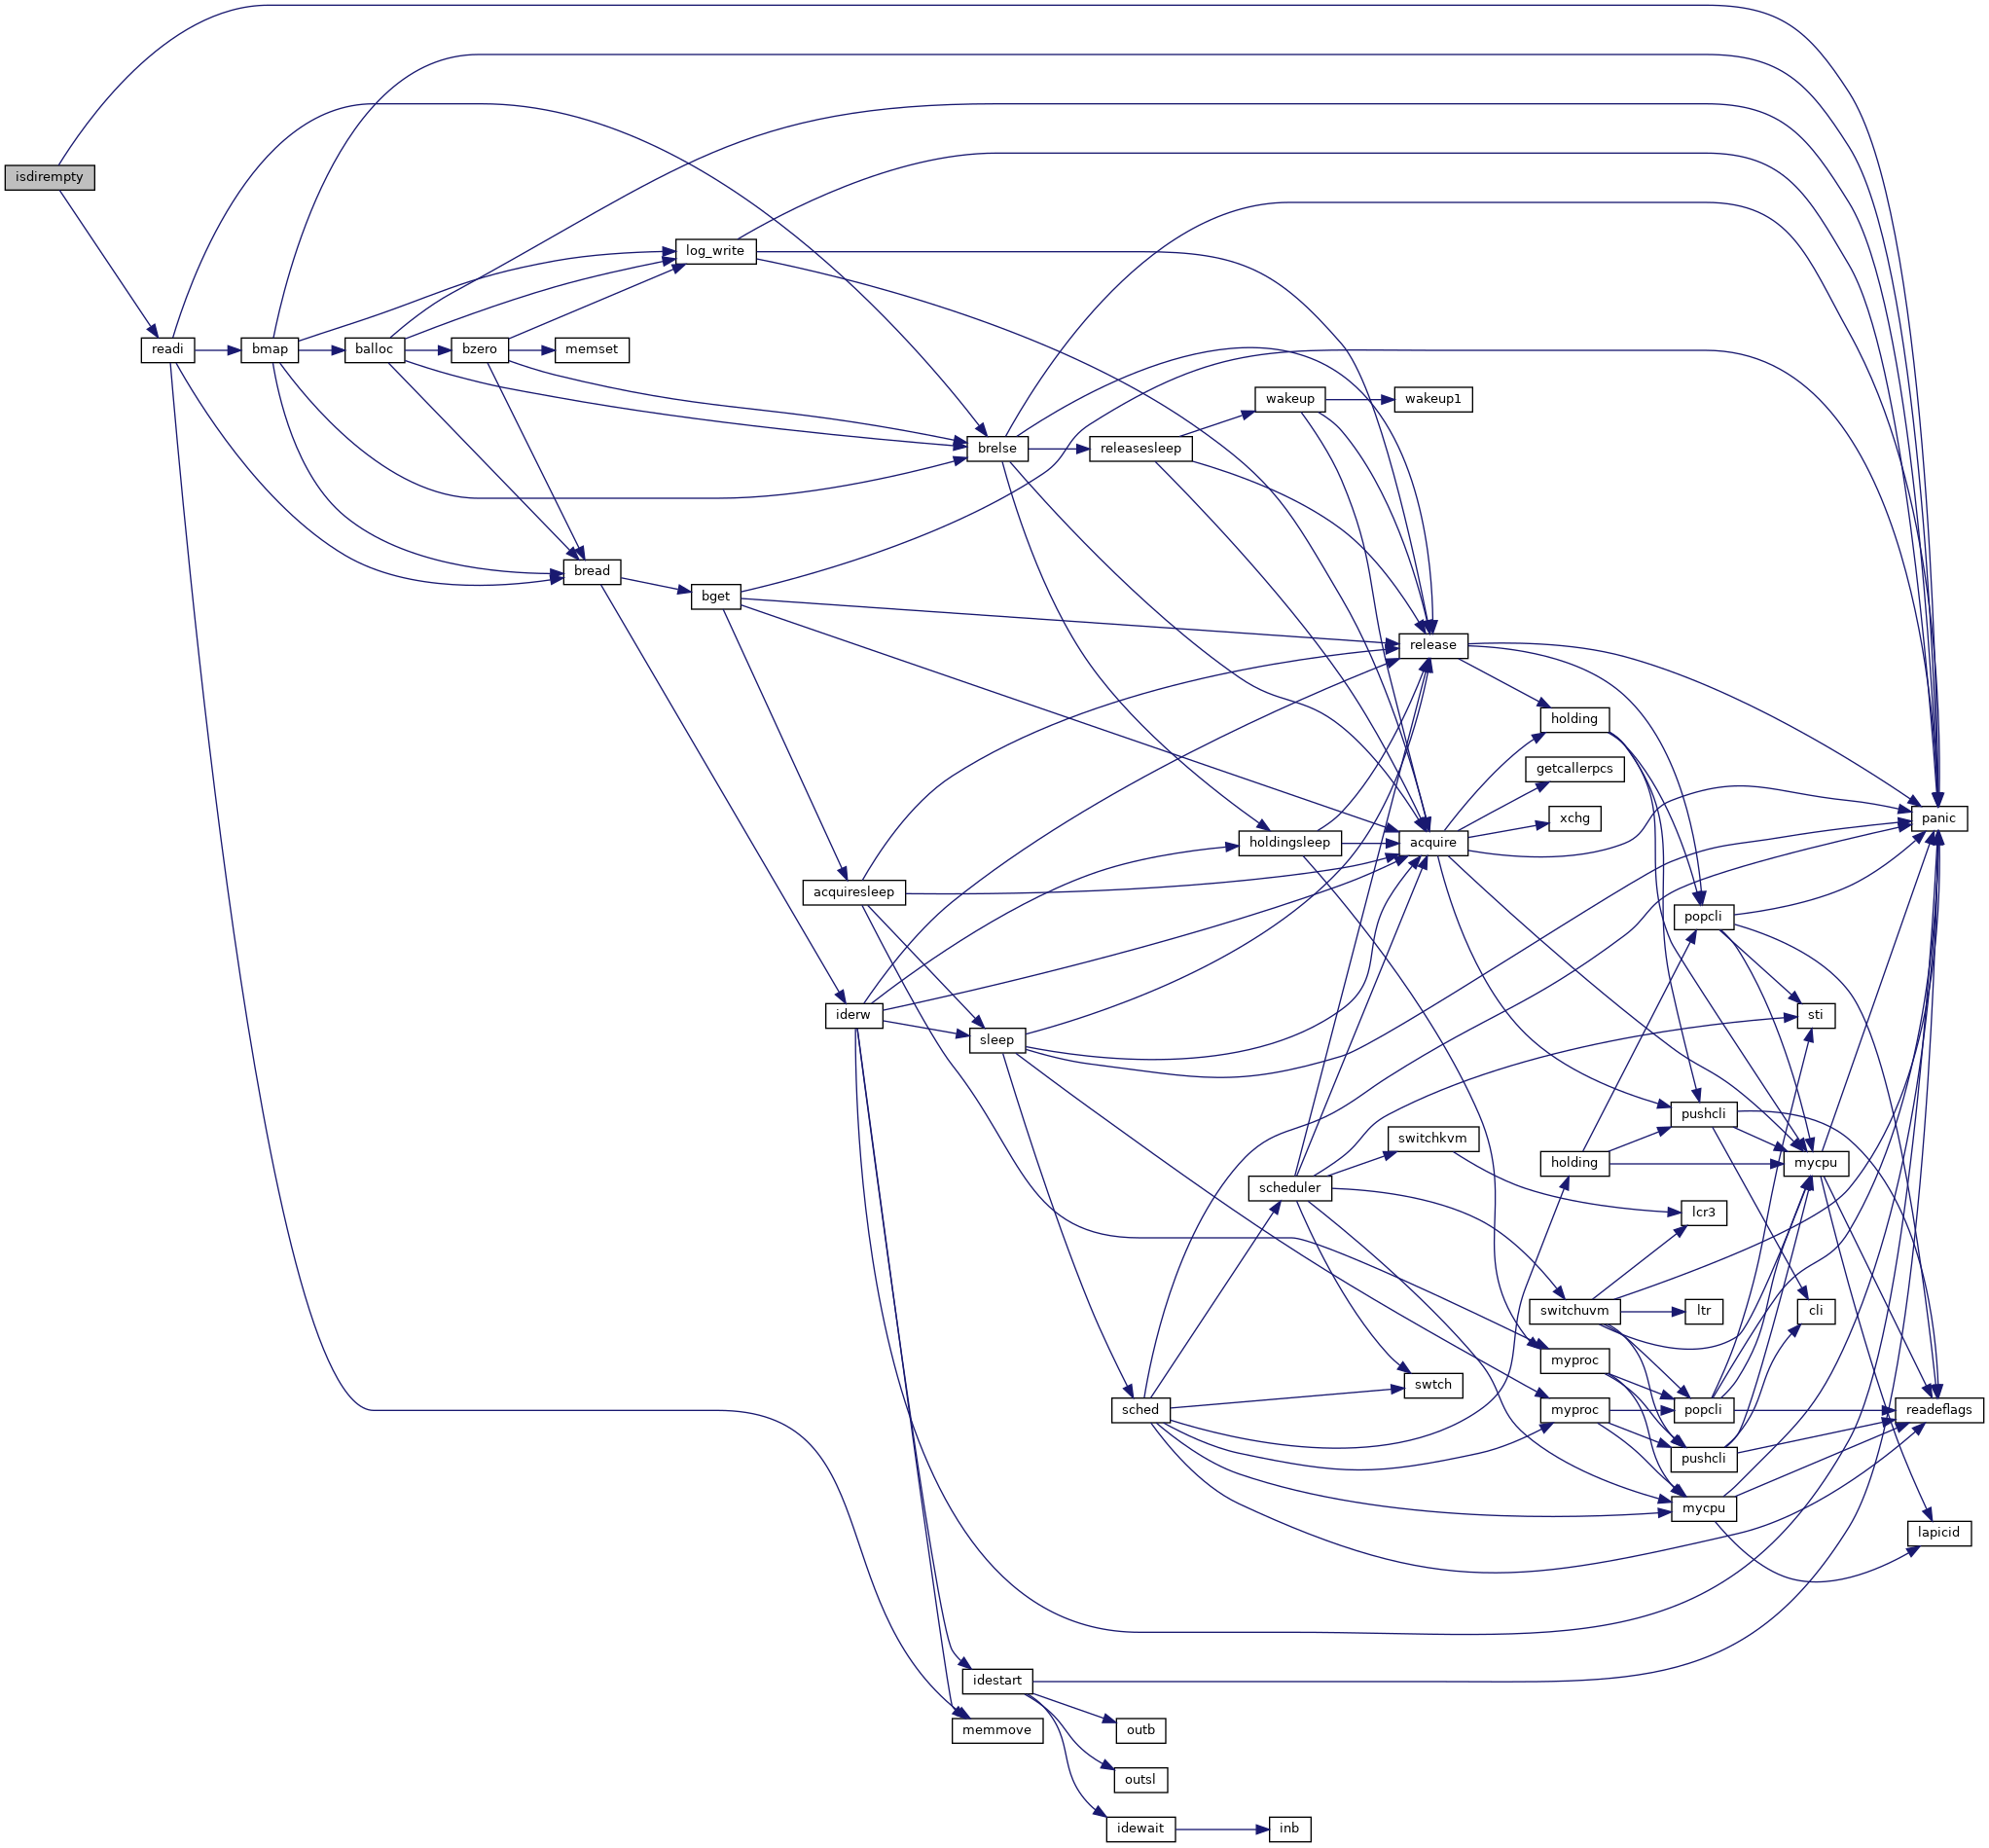 isdirempty
log_write
readi
bmap
balloc
bzero
memset
wakeup
wakeup1
brelse
releasesleep
bread
bget
release
holding
getcallerpcs
xchg
panic
holdingsleep
acquire
acquiresleep
popcli
iderw
sti
sleep
pushcli
switchkvm
holding
mycpu
scheduler
lcr3
switchuvm
ltr
cli
myproc
swtch
sched
myproc
popcli
readeflags
pushcli
mycpu
lapicid
idestart
memmove
outb
outsl
idewait
inb